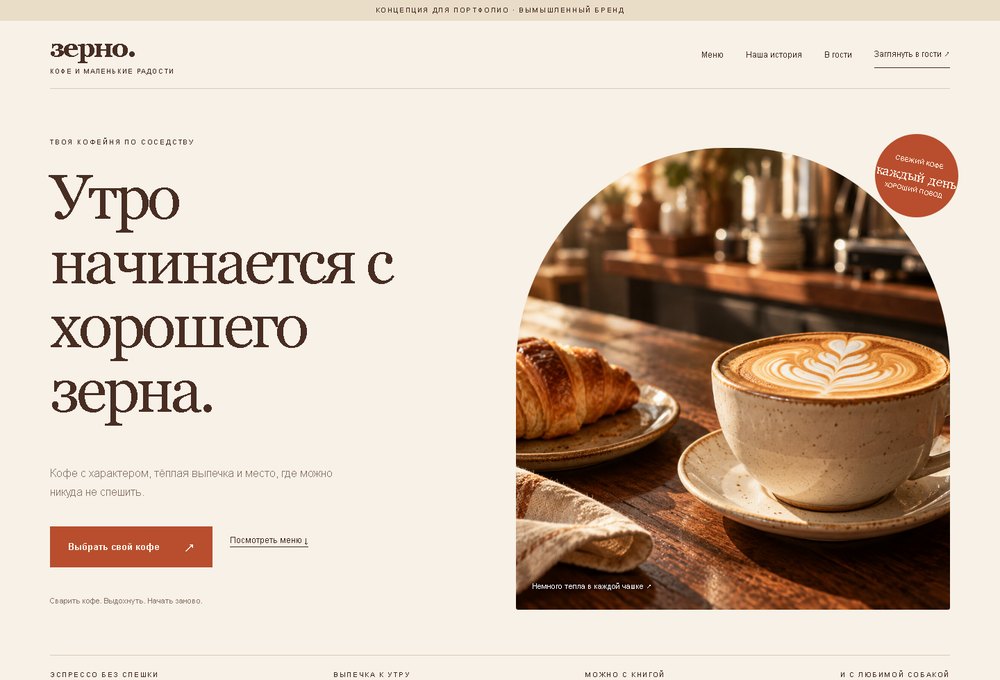 КОНЦЕПЦИЯ ДЛЯ ПОРТФОЛИО · ВЫМЫШЛЕННЫЙ БРЕНД
зерно.
КОФЕ И МАЛЕНЬКИЕ РАДОСТИ
Меню
Наша история
В гости
Заглянуть в гости ↗
ТВОЯ КОФЕЙНЯ ПО СОСЕДСТВУ
Утро
начинается с
хорошего
зерна.
СВЕЖИЙ КОФЕ
каждый день
ХОРОШИЙ ПОВОД
Кофе с характером, тёплая выпечка и место, где можно
никуда не спешить.
Выбрать свой кофе ↗
Посмотреть меню ↓
Сварить кофе. Выдохнуть. Начать заново.
Немного тепла в каждой чашке ↗
ЭСПРЕССО БЕЗ СПЕШКИ
ВЫПЕЧКА К УТРУ
МОЖНО С КНИГОЙ
И С ЛЮБИМОЙ СОБАКОЙ